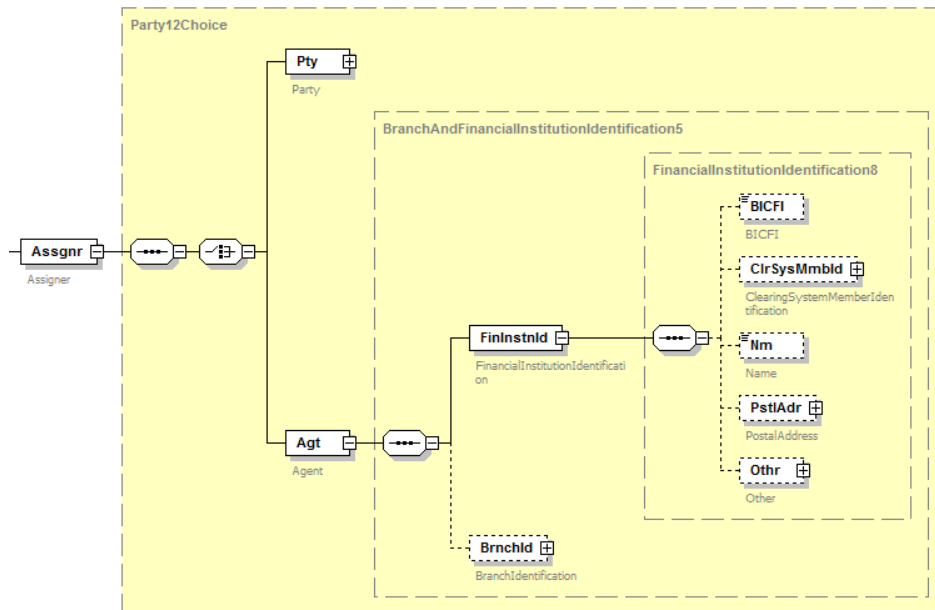 Party12Choice
Pty
Party
BranchAndFinancialInstitutionIdentification5
FinancialInstitutionIdentification8
BICFI
BICFI
Assgnr
Assigner
ClrSysMmbId
ClearingSystemMemberIden
tification
FinInstnId
FinancialInstitutionIdentificati
on
Nm
Name
PstlAdr
PostalAddress
Agt
Agent
Othr
Other
BrnchId
BranchIdentification